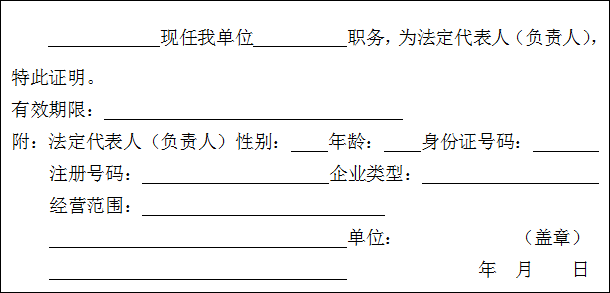 ____________现任我单位__________职务，为法定代表人（负责人），
特此证明。
有效期限：________________________________
附：法定代表人（负责人）性别：____年龄：____身份证号码：_______
注册号码：____________________企业类型：___________________
经营范围：__________________________
________________________________单位：（盖章）
________________________________年 月 日